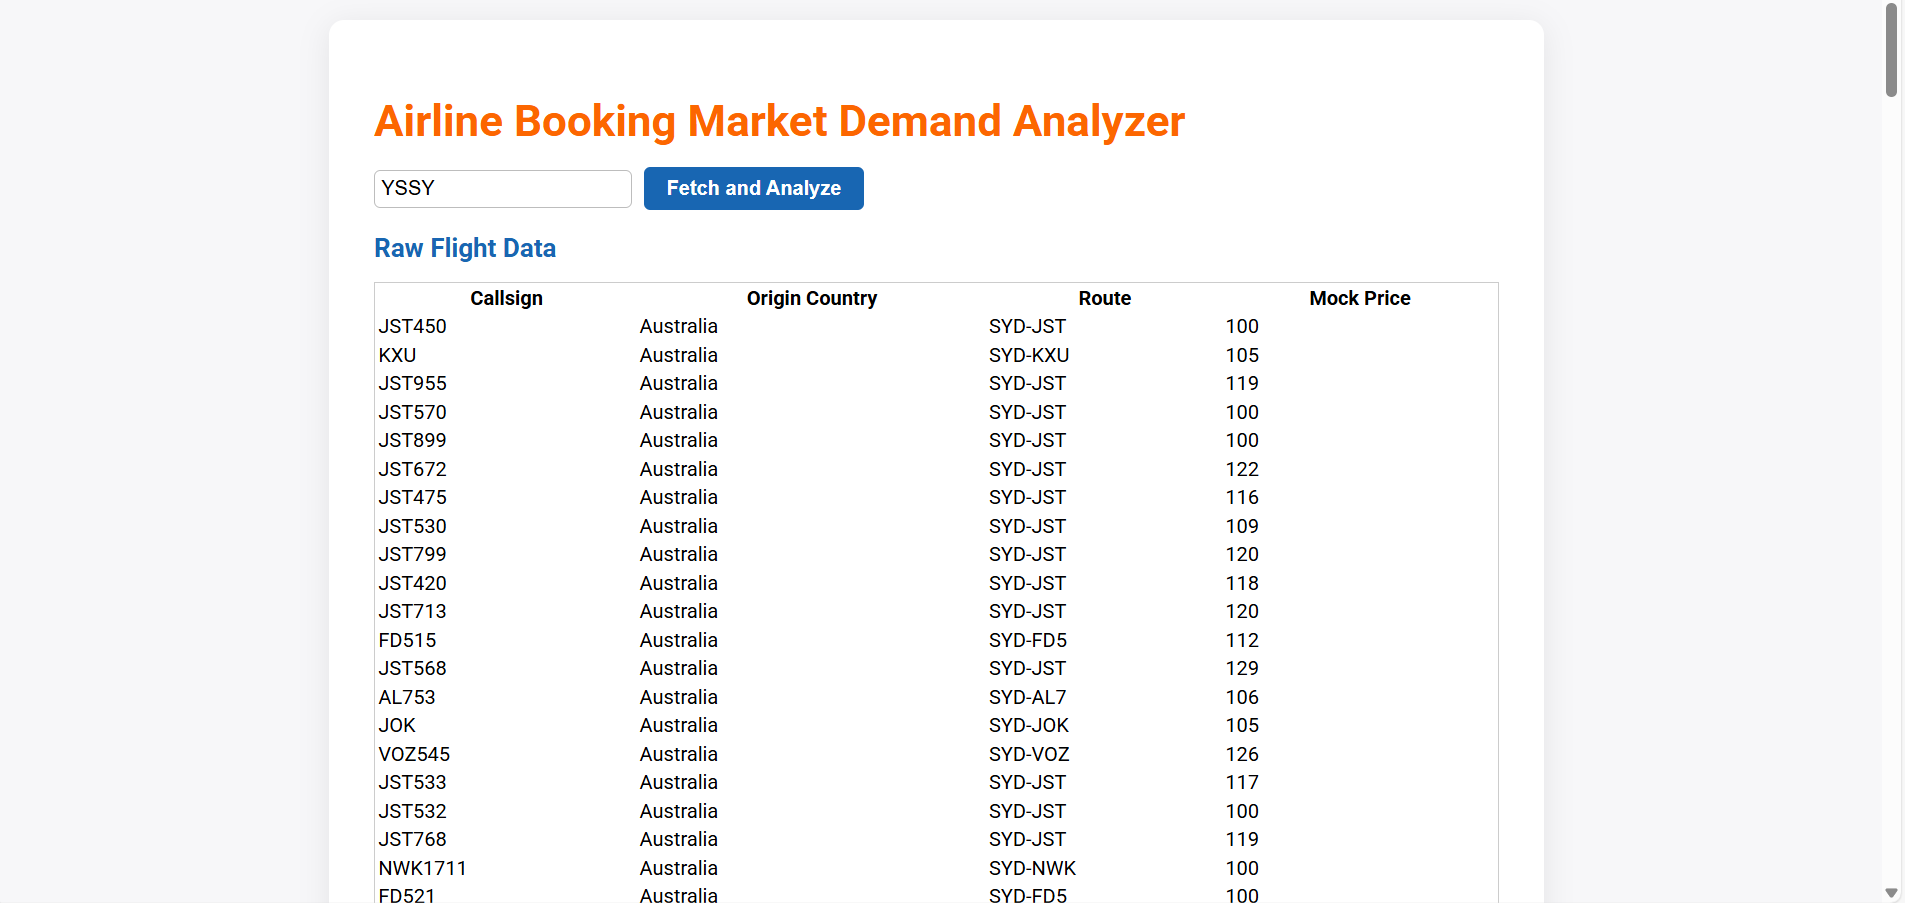 Airline Booking Market Demand Analyzer
YSSY Fetch and Analyze
Raw Flight Data
Callsign Origin Country Route Mock Price
JST450 Australia SYD-JST 100
KXU Australia SYD-KXU 105
JST955 Australia SYD-JST 119
JST570 Australia SYD-JST 100
JST899 Australia SYD-JST 100
JST672 Australia SYD-JST 122
JST475 Australia SYD-JST 116
JST530 Australia SYD-JST 109
JST799 Australia SYD-JST 120
JST420 Australia SYD-JST 118
JST713 Australia SYD-JST 120
FD515 Australia SYD-FD5 112
JST568 Australia SYD-JST 129
AL753 Australia SYD-AL7 106
JOK Australia SYD-JOK 105
VOZ545 Australia SYD-VOZ 126
JST533 Australia SYD-JST 117
JST532 Australia SYD-JST 100
JST768 Australia SYD-JST 119
NWK1711 Australia SYD-NWK 100
FD521 Australia SYD-FD5 100